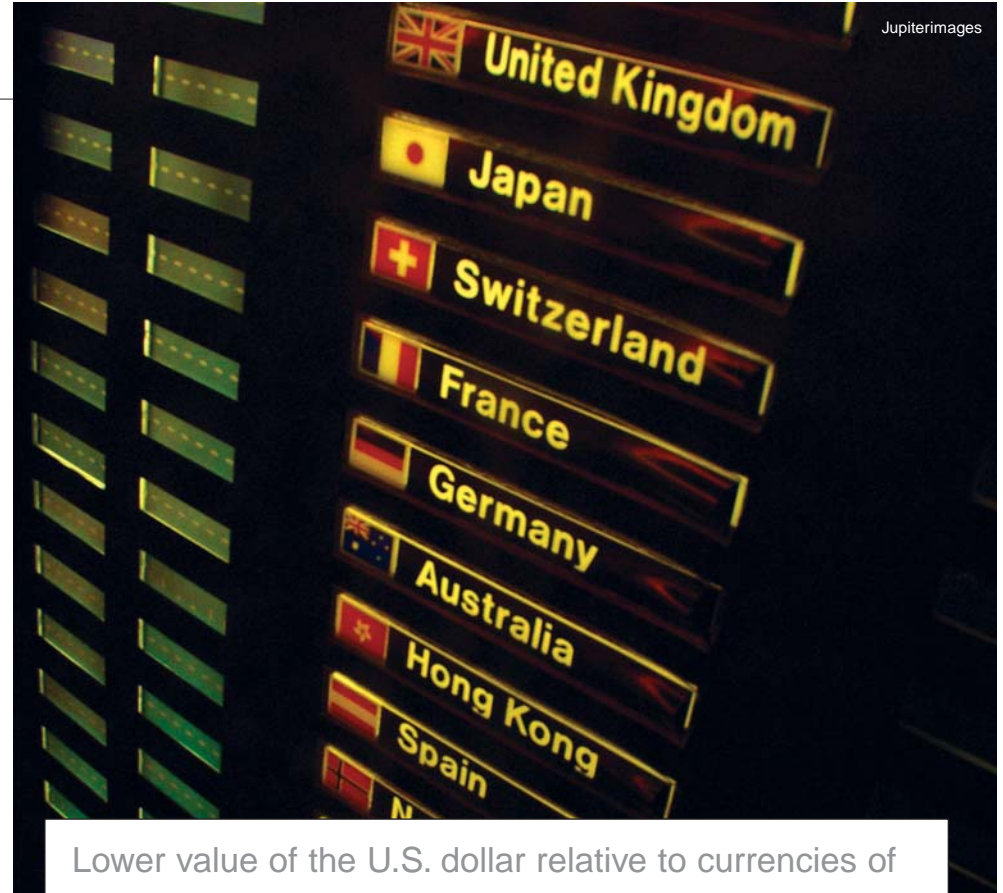 Jupiterimages
United Kingdom
Japan
Switzerland
France
Germany
Australia
Hong Kong
Spain
Lower value of the U.S. dollar relative to currencies of